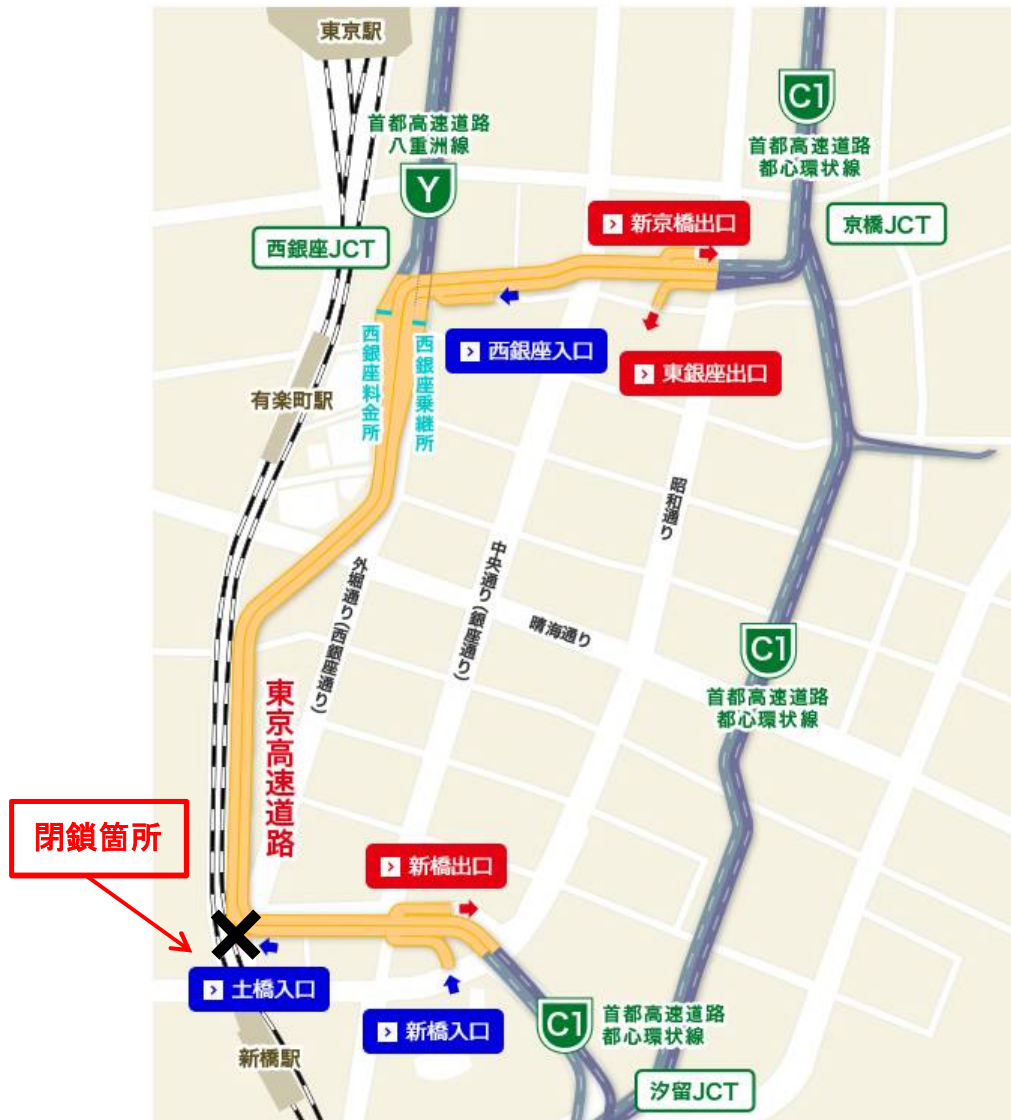 東京駅
C1
首都高速道路
八重洲線
首都高速道路
都心環状線
Y
新京橋出口
京橋JCT
西銀座JCT
西銀座入口
東銀座出口
西銀座料金所
西銀座乗継所
有楽町駅
昭和通り
中央通り(銀座通り)
外堀通り(西銀座通り)
晴海通り
C1
首都高速道路
都心環状線
東京高速道路
閉鎖箇所
新橋出口
土橋入口
新橋入口
C1
首都高速道路
都心環状線
新橋駅
汐留JCT